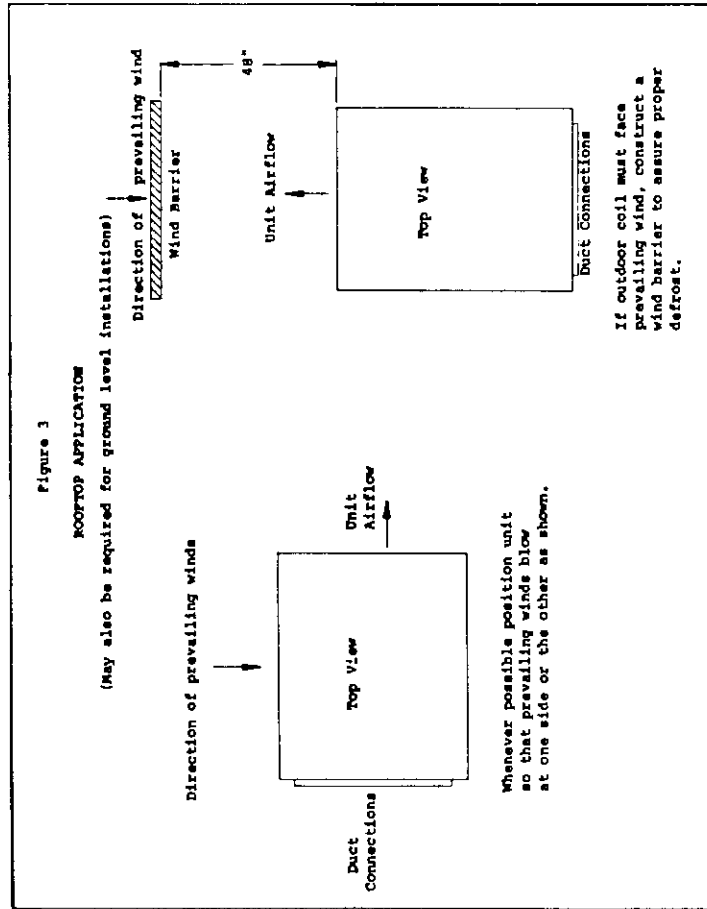 Figure 3
ROOFTOP APPLICATION
(May also be required for ground level installations)
Direction of prevailing winds
Duct
Connections
Top View
Unit
Airflow
Whenever possible position unit
so that prevailing winds blow
at one side or the other as shown.
Direction of prevailing wind
Wind Barrier
48"
Unit Airflow
Top View
Duct Connections
If outdoor coil must face
prevailing wind, construct a
wind barrier to assure proper
defrost.